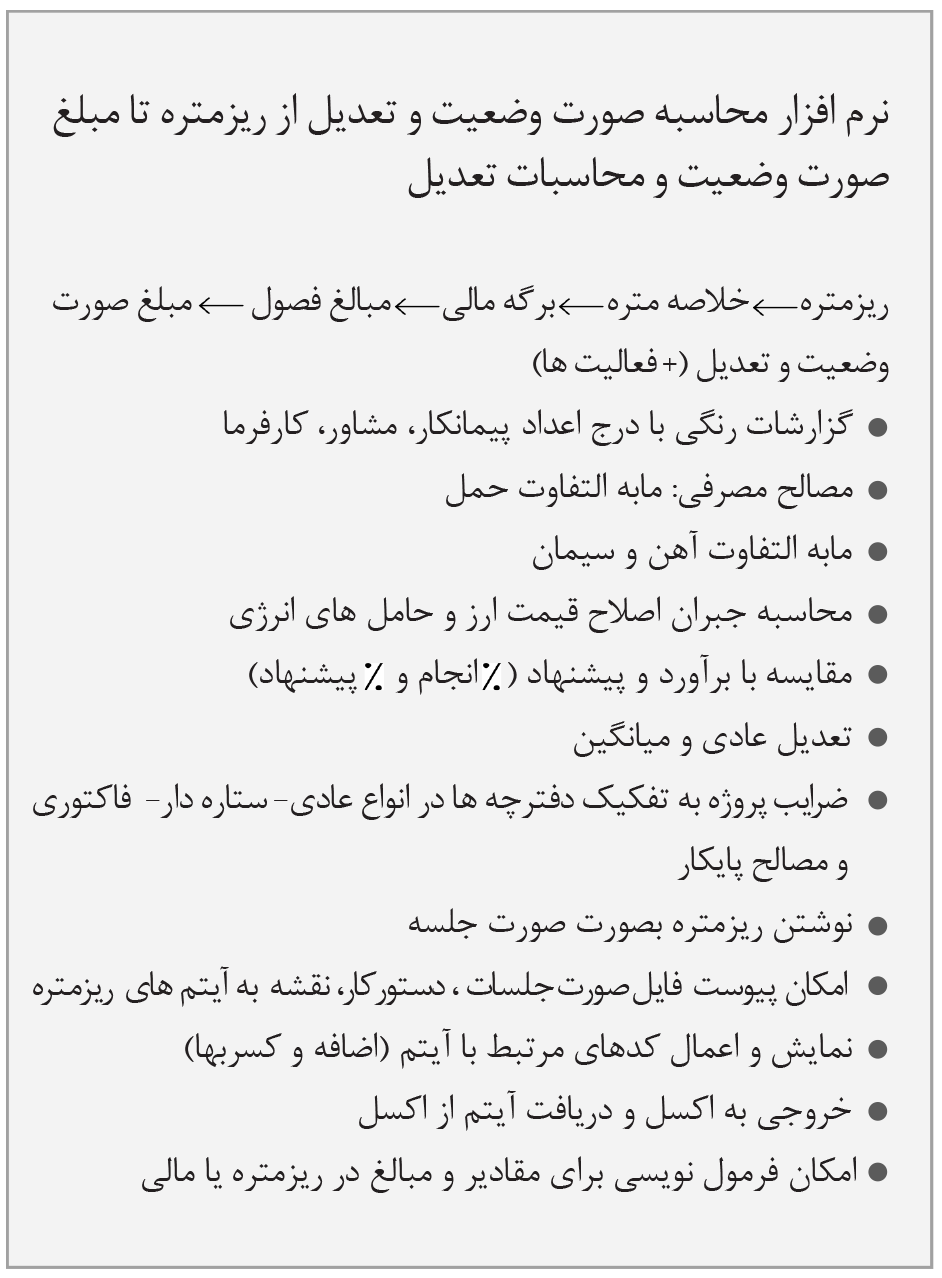 نرم افزار محاسبه صورت وضعیت و تعدیل از ریزمتره تا مبلغ
صورت وضعیت و محاسبات تعدیل
ریزمتره←خلاصه متره←برگه مالی←مبالغ فصول ← مبلغ صورت
وضعیت و تعدیل (+ فعالیت ها)
● گزارشات رنگی با درج اعداد پیمانکار، مشاور، کارفرما
● مصالح مصرفی: مابه التفاوت حمل
● مابه التفاوت آهن و سیمان
● محاسبه جبران اصلاح قیمت ارز و حامل های انرژی
● مقایسه با برآورد و پیشنهاد (٪انجام و ٪ پیشنهاد)
● تعدیل عادی و میانگین
● ضرایب پروژه به تفکیک دفترچه ها در انواع عادی- ستاره دار- فاکتوری
و مصالح پایکار
● نوشتن ریزمتره بصورت صورت جلسه
● امکان پیوست فایل صورت جلسات، دستورکار، نقشه به آیتم های ریزمتره
● نمایش و اعمال کدهای مرتبط با آیتم (اضافه و کسربها)
● خروجی به اکسل و دریافت آیتم از اکسل
● امکان فرمول نویسی برای مقادیر و مبالغ در ریزمتره یا مالی